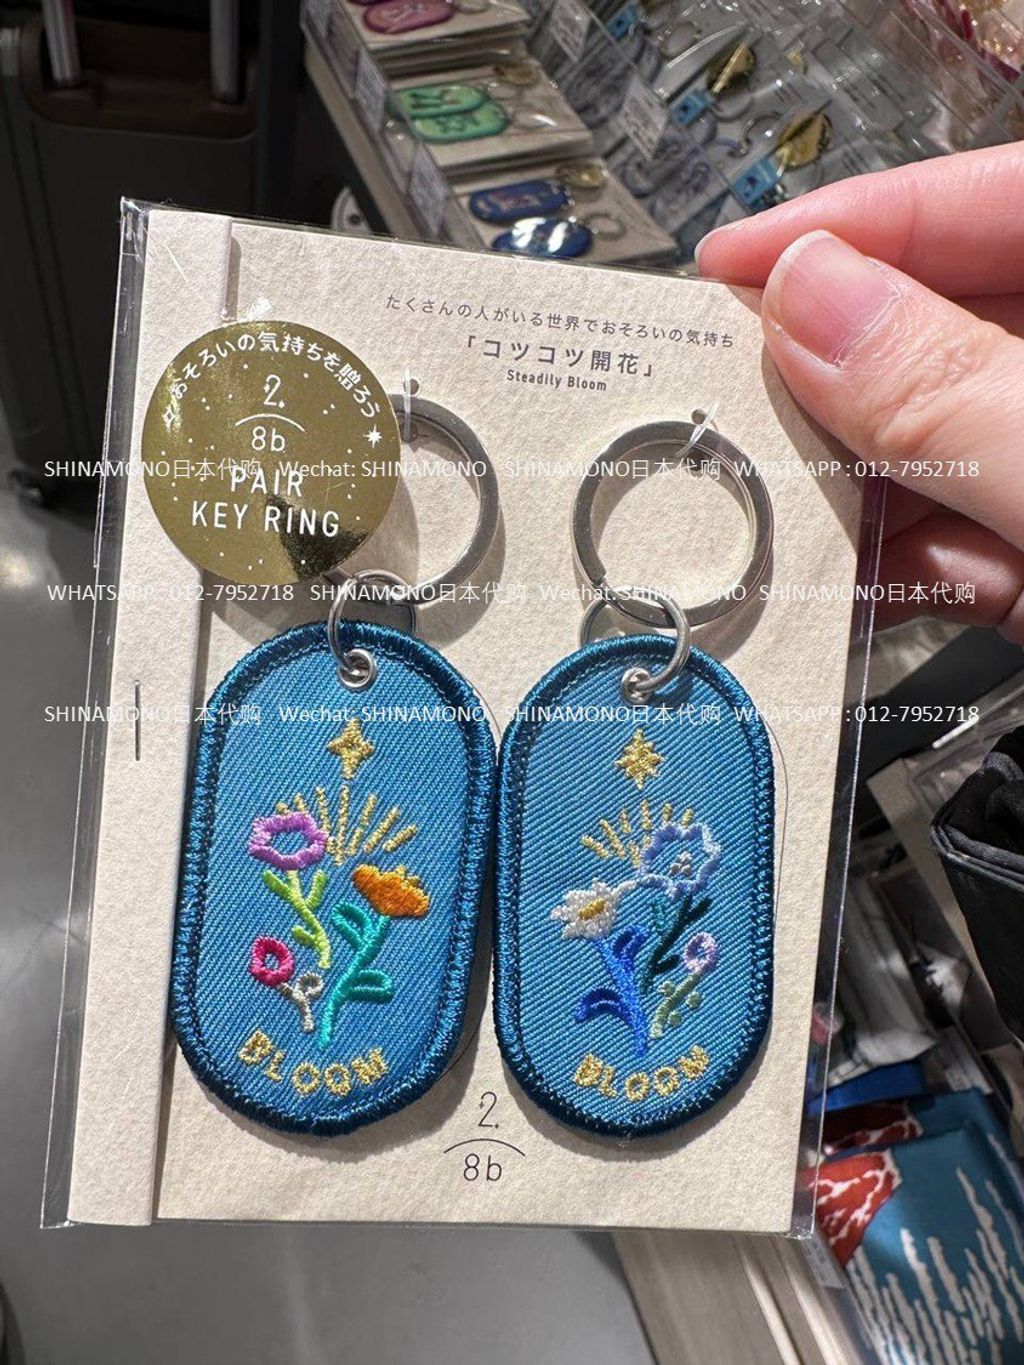 たくさんの人がいる世界でおそろいの気持ち
「コツコツ開花」
Steadily Bloom
おそろいの気持ちを贈ろう
2
8b
PAIR
KEY RING
SHINAMONO日本代购 Wechat: SHINAMONO SHINAMONO日本代购 WHATSAPP : 012-7952718
WHATSAPP : 012-7952718 SHINAMONO日本代购 Wechat: SHINAMONO SHINAMONO日本代购
SHINAMONO日本代购 Wechat: SHINAMONO SHINAMONO日本代购 WHATSAPP : 012-7952718
BLOOM
BLOOM
2
8b